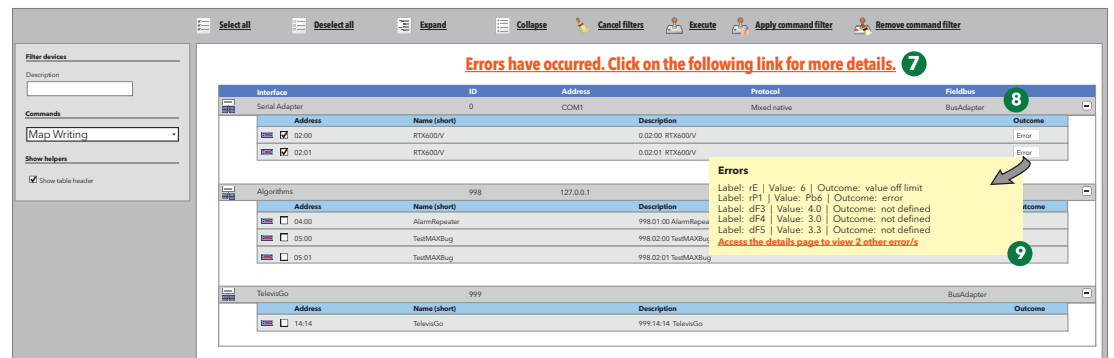 Select all Deselect all Expand Collapse Cancel filters Execute Apply command filter Remove command filter
Filter devices
Description
Commands
Map Writing
Show helpers
Show table header
Errors have occurred. Click on the following link for more details. 7
Interface ID Address Protocol Fieldbus
8
Serial Adapter 0 COM1 Mixed native BusAdapter
Address Name (short) Description Outcome
02:00 RTX600/V 0.02:00 RTX600/V Error
02:01 RTX600/V 0.02:01 RTX600/V Error
Errors
Label: rE | Value: 6 | Outcome: value off limit
Label: rP1 | Value: Pb6 | Outcome: error
Label: dF3 | Value: 4.0 | Outcome: not defined
Label: dF4 | Value: 3.0 | Outcome: not defined
Label: dF5 | Value: 3.3 | Outcome: not defined
Access the details page to view 2 other error/s
9
Algorithms 998 127.0.0.1
Address Name (short) Description
04:00 AlarmRepeater 998.01:00 AlarmRepea
05:00 TestMAXBug 998.02:00 TestMAXBug
05:01 TestMAXBug 998.02:01 TestMAXBug
TelevisGo 999 BusAdapter
Address Name (short) Description Outcome
14:14 TelevisGo 999.14:14 TelevisGo